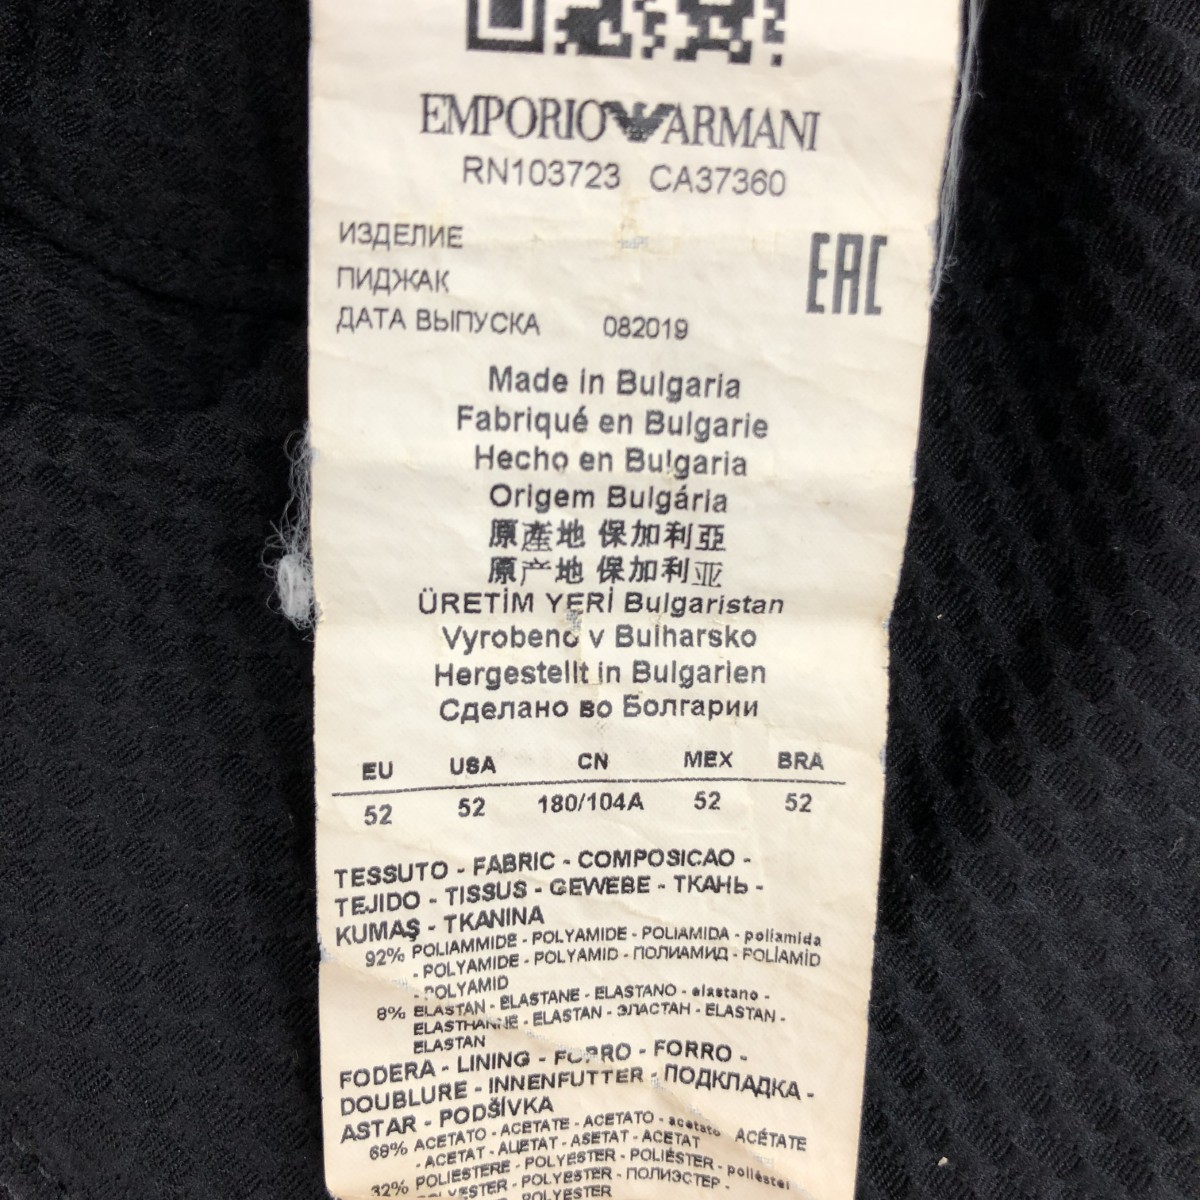 EMPORIO ARMANI
RN103723 CA37360
ИЗДЕЛИЕ
ПИДЖАК
ДАТА ВЫПУСКА 082019
EAC
Made in Bulgaria
Fabriqué en Bulgarie
Hecho en Bulgaria
Origem Bulgária
原產地 保加利亞
原产地 保加利亚
ÜRETİM YERİ Bulgaristan
Vyrobeno v Bulharsko
Hergestellt in Bulgarien
Сделано во Болгарии
EU USA CN MEX BRA
52 52 180/104A 52 52
TESSUTO - FABRIC - COMPOSICAO -
TEJIDO - TISSUS - GEWEBE - ТКАНЬ -
KUMAŞ - TKANINA
92% POLIAMMIDE - POLYAMIDE - POLIAMIDA - poliamida
- POLYAMIDE - POLYAMID - ПОЛИАМИД - POLİAMİD
- POLYAMID
8% ELASTAN - ELASTANE - ELASTANO - elastano -
ELASTHANNE - ELASTAN - ЭЛАСТАН - ELASTAN -
ELASTAN
FODERA - LINING - FORRO - FORRO -
DOUBLURE - INNENFUTTER - ПОДКЛАДКА -
ASTAR - PODŠÍVKA
68% ACETATO - ACETATE - ACETATO - acetato ACÉTATE
- ACETAT - АЦЕТАТ - ASETAT - ACETAT
32% POLIESTERE - POLYESTER - POLIÉSTER - poliéster
POLYESTER - POLYESTER - ПОЛИЭСТЕР -
POLYESTER